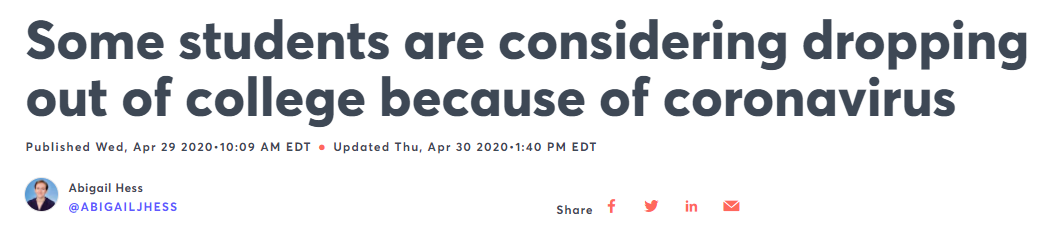 Some students are considering dropping
out of college because of coronavirus
Published Wed, Apr 29 2020•10:09 AM EDT • Updated Thu, Apr 30 2020•1:40 PM EDT
Abigail Hess
@ABIGAILJHESS
Share f in